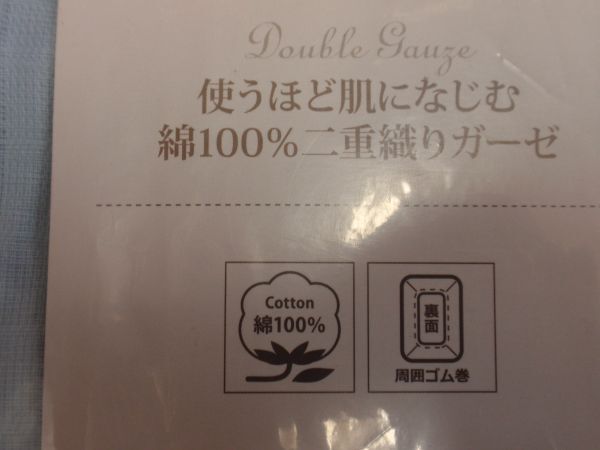 Double Gauze
使うほど肌になじむ
綿100%二重織りガーゼ
Cotton
綿100%
裏面
周囲ゴム巻